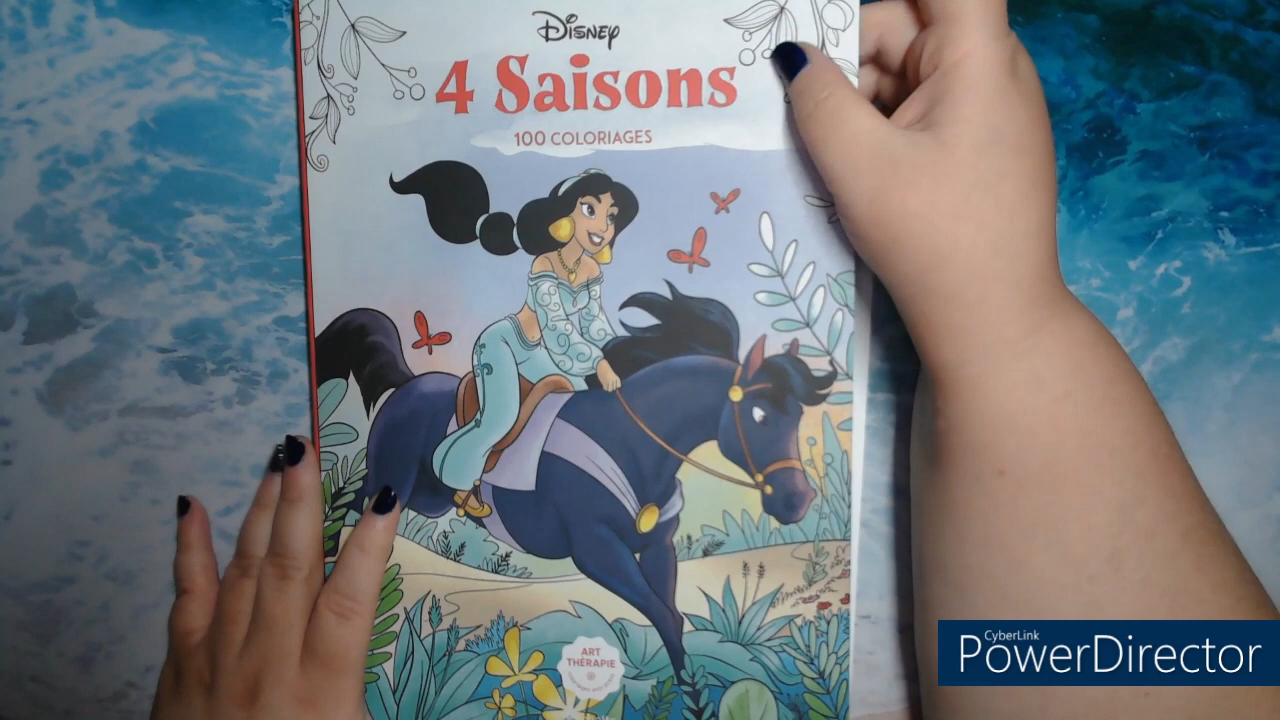 Disney
4 Saisons
100 COLORIAGES
ART
THÉRAPIE
CyberLink
PowerDirector